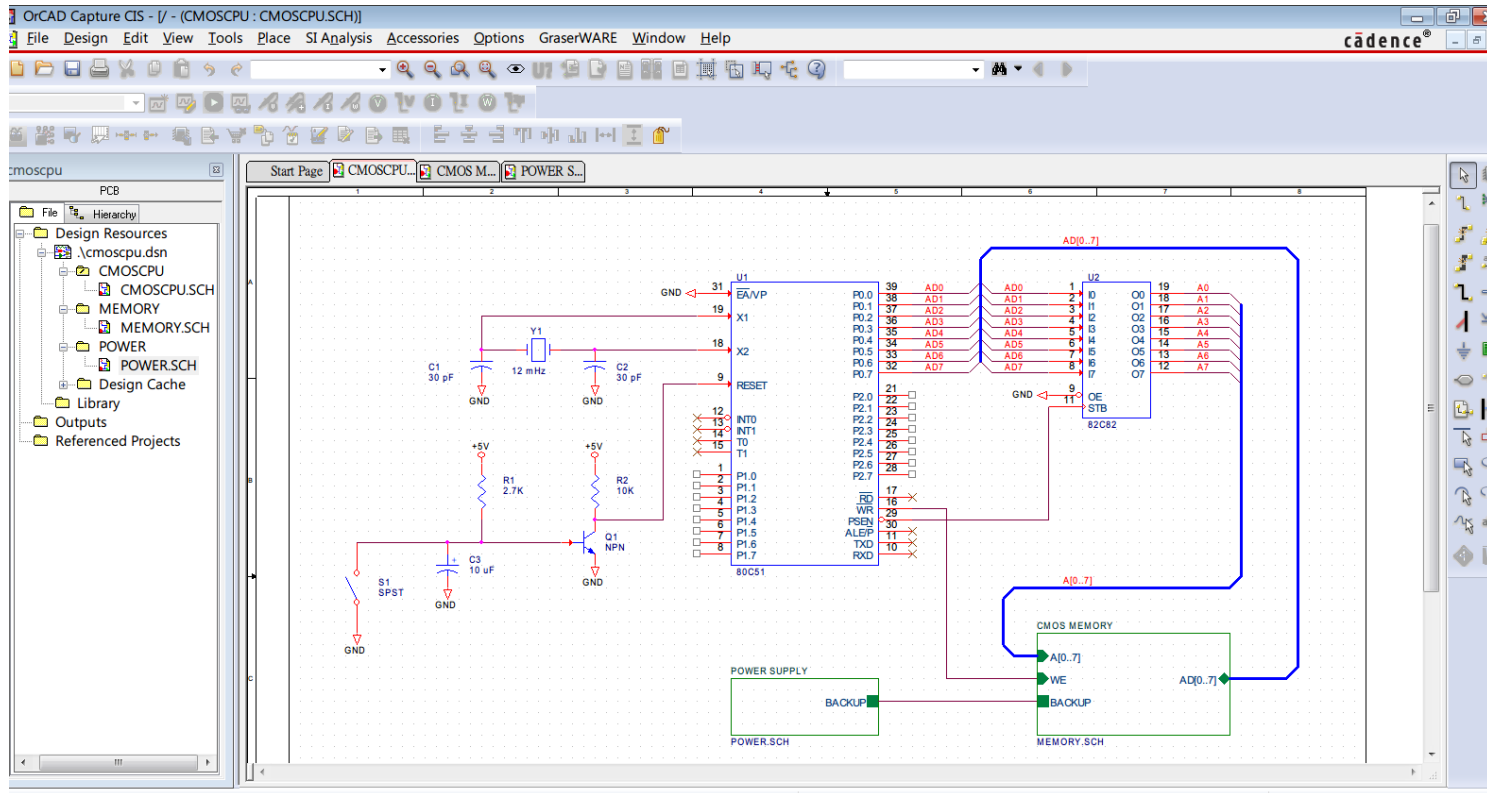 OrCAD Capture CIS - [/ - (CMOSCPU : CMOSCPU.SCH)]
File Design Edit View Tools Place SI Analysis Accessories Options GraserWARE Window Help
cādence®
cmoscpu
PCB
File Hierarchy
Design Resources
.\cmoscpu.dsn
CMOSCPU
CMOSCPU.SCH
MEMORY
MEMORY.SCH
POWER
POWER.SCH
Design Cache
Library
Outputs
Referenced Projects
Start Page CMOSCPU... CMOS M... POWER S...
1 2 3 4 5 6 7 8
A
B
C
AD[0..7]
U1
80C51
GND
31 EA/VP
19 X1
18 X2
9 RESET
12 INT0
13 INT1
14 T0
15 T1
1 P1.0
2 P1.1
3 P1.2
4 P1.3
5 P1.4
6 P1.5
7 P1.6
8 P1.7
P0.0 39 AD0
P0.1 38 AD1
P0.2 37 AD2
P0.3 36 AD3
P0.4 35 AD4
P0.5 34 AD5
P0.6 33 AD6
P0.7 32 AD7
P2.0 21
P2.1 22
P2.2 23
P2.3 24
P2.4 25
P2.5 26
P2.6 27
P2.7 28
RD 17
WR 16
PSEN 29
ALE/P 30
TXD 11
RXD 10
U2
AD0 1 I0 O0 19 A0
AD1 2 I1 O1 18 A1
AD2 3 I2 O2 17 A2
AD3 4 I3 O3 16 A3
AD4 5 I4 O4 15 A4
AD5 6 I5 O5 14 A5
AD6 7 I6 O6 13 A6
AD7 8 I7 O7 12 A7
GND 9 OE
11 STB
82C82
Y1
12 mHz
C1
30 pF
GND
C2
30 pF
GND
+5V
R1
2.7K
+5V
R2
10K
Q1
NPN
GND
C3
10 uF
GND
S1
SPST
GND
A[0..7]
CMOS MEMORY
A[0..7]
WE
AD[0..7]
BACKUP
MEMORY.SCH
POWER SUPPLY
BACKUP
POWER.SCH